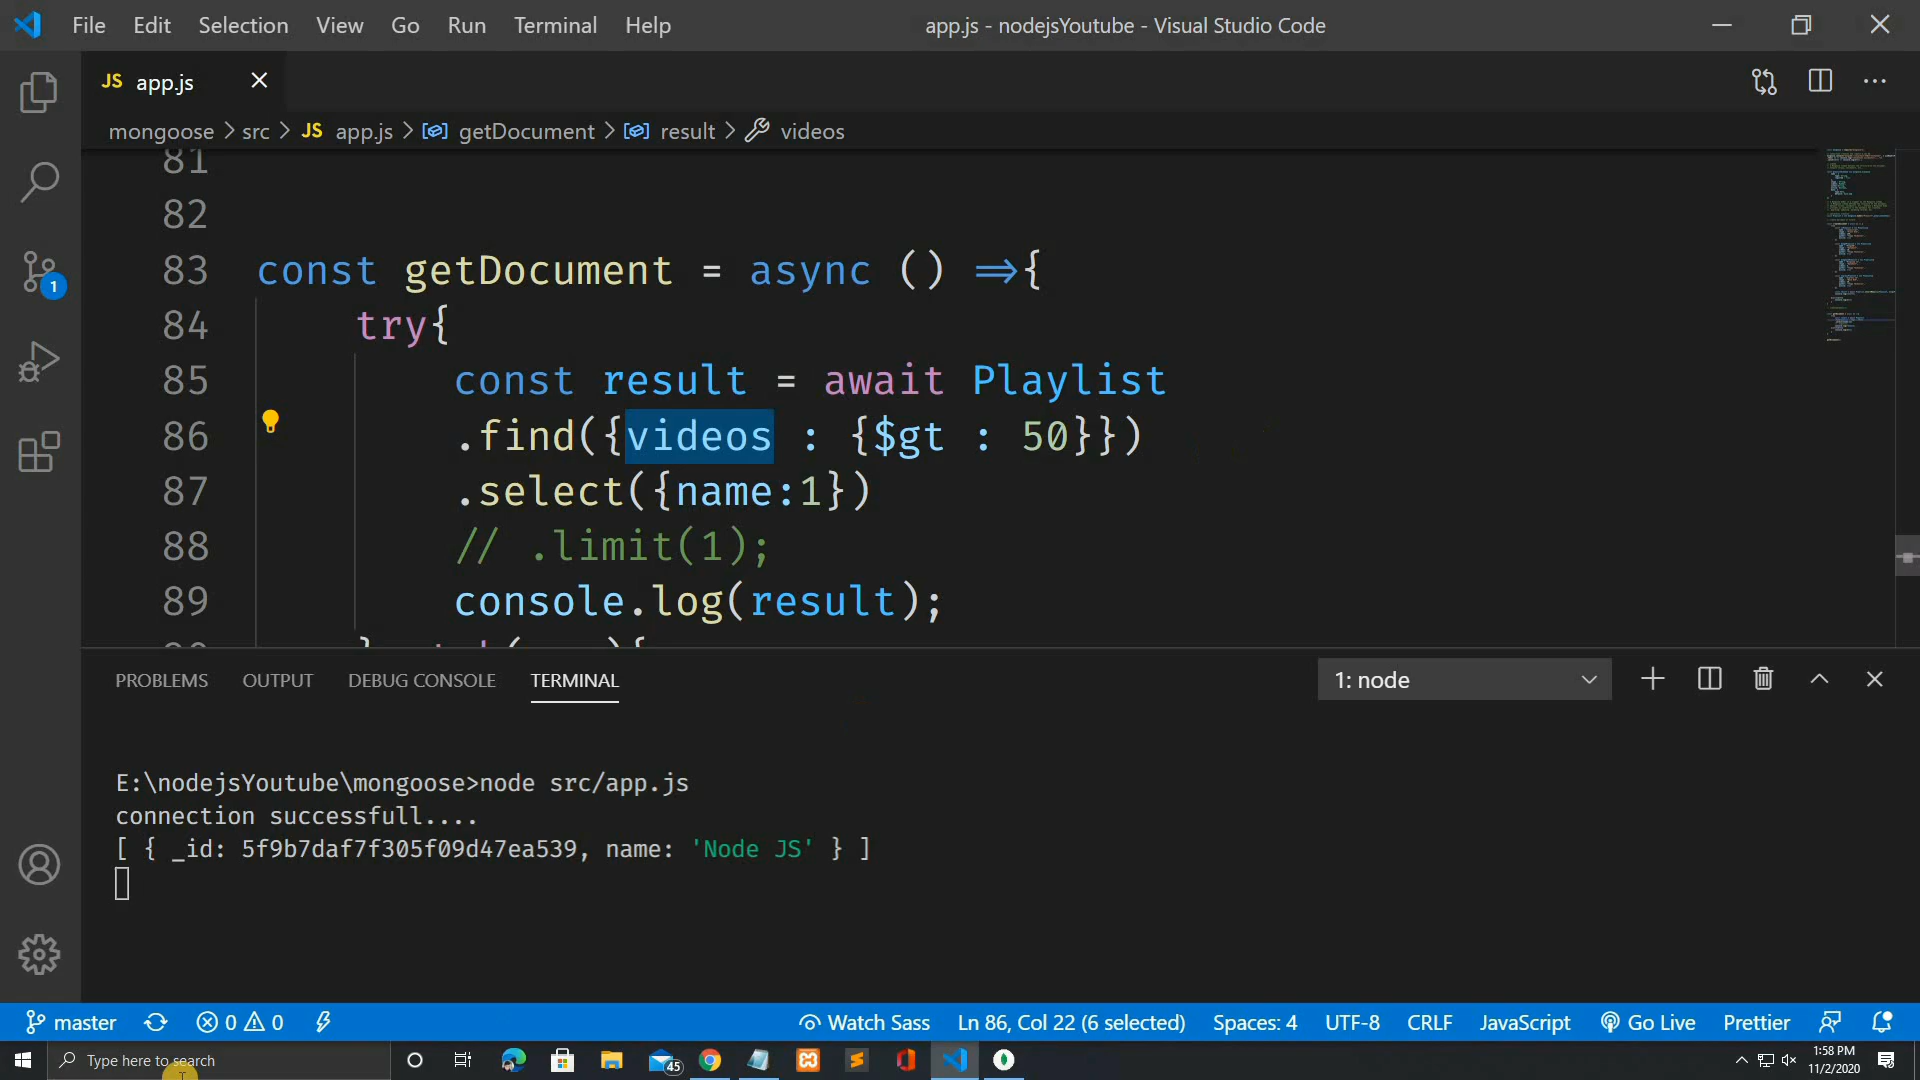 File Edit Selection View Go Run Terminal Help
app.js - nodejsYoutube - Visual Studio Code
JS app.js
mongoose > src > JS app.js > getDocument > result > videos
81
82
83 const getDocument = async () =>{
84 try{
85 const result = await Playlist
86 .find({videos : {$gt : 50}})
87 .select({name:1})
88 // .limit(1);
89 console.log(result);
PROBLEMS OUTPUT DEBUG CONSOLE TERMINAL
1: node
E:\nodejsYoutube\mongoose>node src/app.js
connection successfull....
[ { _id: 5f9b7daf7f305f09d47ea539, name: 'Node JS' } ]
1
master 0 0 Watch Sass Ln 86, Col 22 (6 selected) Spaces: 4 UTF-8 CRLF JavaScript Go Live Prettier
Type here to search
45
1:58 PM
11/2/2020